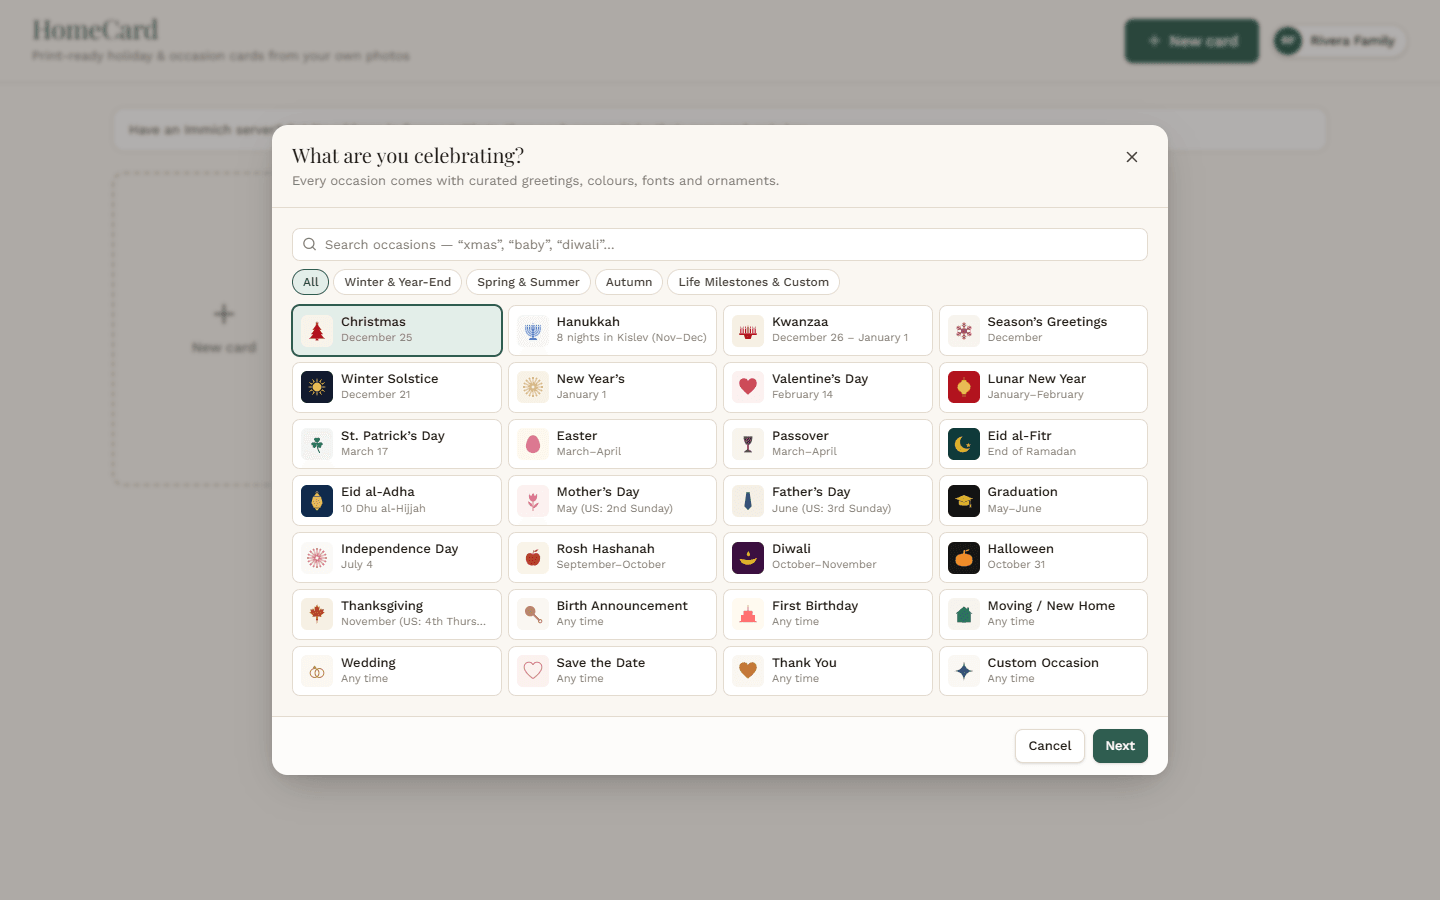 HomeCard
Print-ready holiday & occasion cards from your own photos
+ New card
Rivera Family
Have an Immich server?
What are you celebrating?
Every occasion comes with curated greetings, colours, fonts and ornaments.
Search occasions — “xmas”, “baby”, “diwali”…
All
Winter & Year-End
Spring & Summer
Autumn
Life Milestones & Custom
Christmas
December 25
Hanukkah
8 nights in Kislev (Nov–Dec)
Kwanzaa
December 26 – January 1
Season’s Greetings
December
Winter Solstice
December 21
New Year’s
January 1
Valentine’s Day
February 14
Lunar New Year
January–February
St. Patrick’s Day
March 17
Easter
March–April
Passover
March–April
Eid al-Fitr
End of Ramadan
Eid al-Adha
10 Dhu al-Hijjah
Mother’s Day
May (US: 2nd Sunday)
Father’s Day
June (US: 3rd Sunday)
Graduation
May–June
Independence Day
July 4
Rosh Hashanah
September–October
Diwali
October–November
Halloween
October 31
Thanksgiving
November (US: 4th Thurs…
Birth Announcement
Any time
First Birthday
Any time
Moving / New Home
Any time
Wedding
Any time
Save the Date
Any time
Thank You
Any time
Custom Occasion
Any time
New card
Cancel
Next